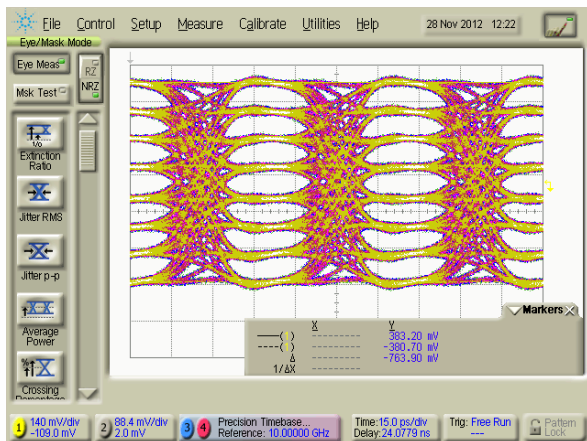 File Control Setup Measure Calibrate Utilities Help 28 Nov 2012 12:22
Eye/Mask Mode
Eye Meas
Msk Test
RZ
NRZ
1/0
Extinction
Ratio
Jitter RMS
Jitter p-p
Average
Power
%
Crossing
Percentage
Markers
X Y
----( ) --------- 383.20 mV
----( ) --------- -380.70 mV
Δ --------- -763.90 mV
1/ΔX ---------
1 140 mV/div
-109.0 mV
2 88.4 mV/div
2.0 mV
3 4 Precision Timebase...
Reference: 10.00000 GHz
Time:15.0 ps/div
Delay:24.0779 ns
Trig: Free Run
---
Pattern
Lock